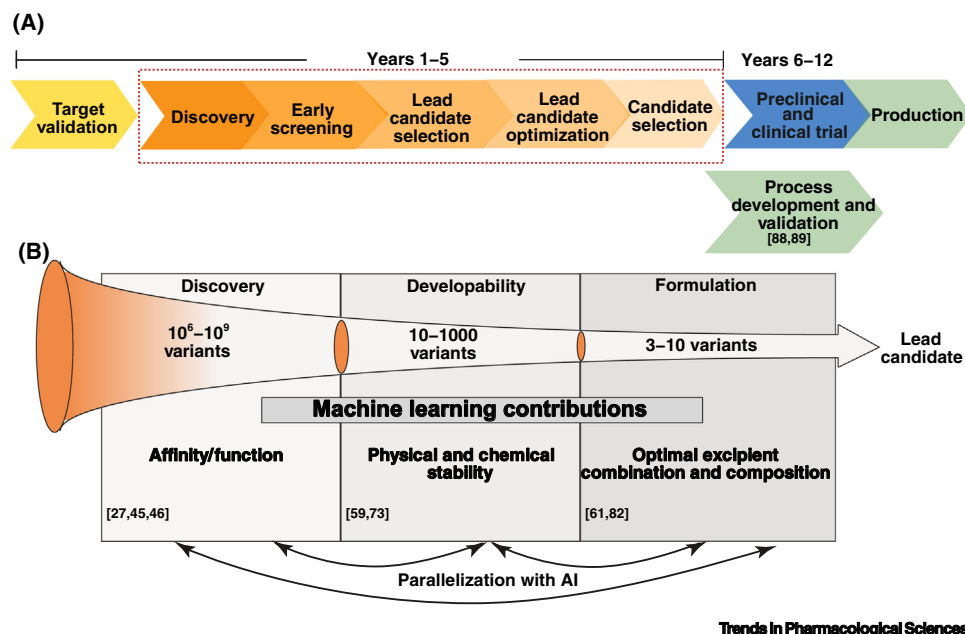 (A)
Years 1–5
Years 6–12
Target
validation
Discovery
Early
screening
Lead
candidate
selection
Lead
candidate
optimization
Candidate
selection
Preclinical
and
clinical trial
Production
Process
development and
validation
[88,89]
(B)
Discovery
Developability
Formulation
10⁶–10⁹
variants
10–1000
variants
3–10 variants
Lead
candidate
Machine learning contributions
Affinity/function
Physical and chemical
stability
Optimal excipient
combination and composition
[27,45,46]
[59,73]
[61,82]
Parallelization with AI
Trends in Pharmacological Sciences